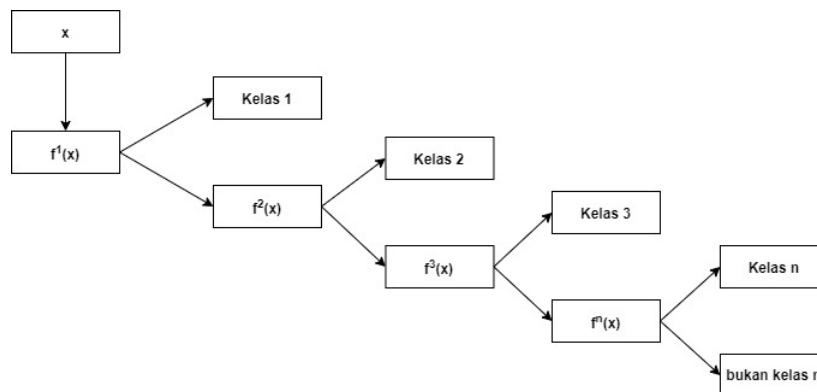 x
Kelas 1
f¹(x)
Kelas 2
f²(x)
Kelas 3
f³(x)
Kelas n
fⁿ(x)
bukan kelas n